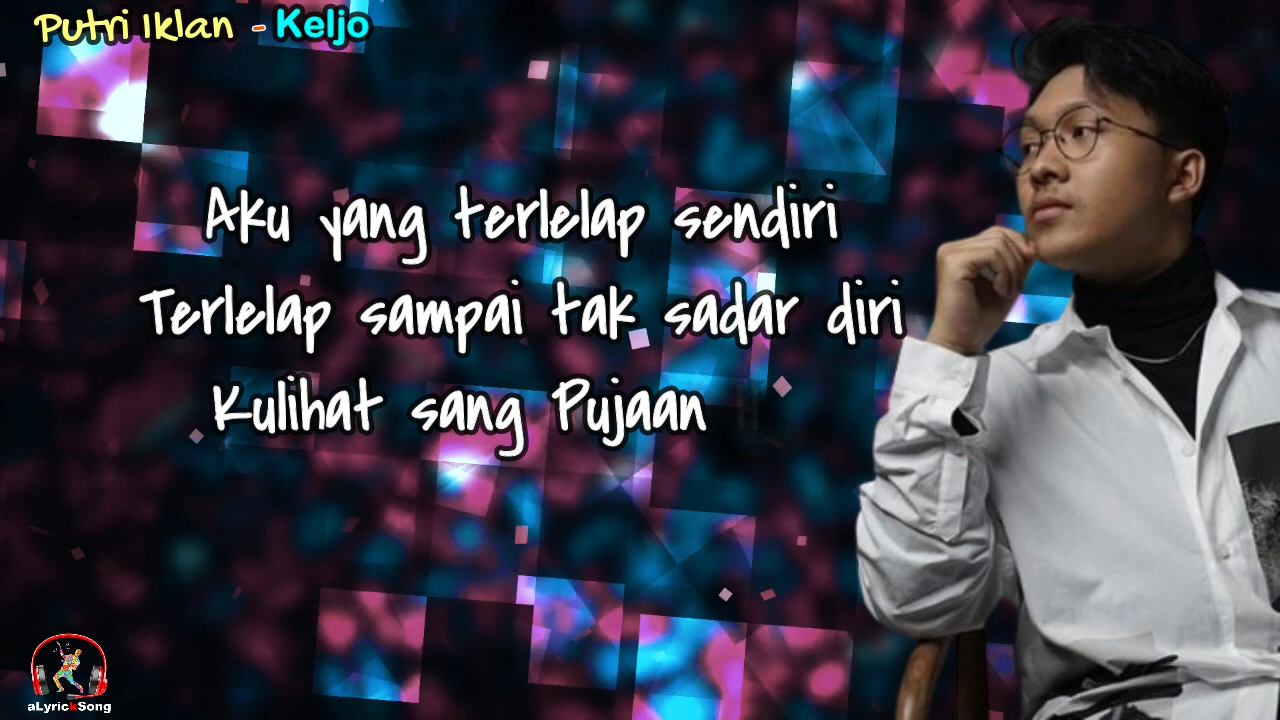 Putri Iklan - Keljo
Aku yang terlelap sendiri
Terlelap sampai tak sadar diri
Kulihat sang Pujaan
aLyrickSong